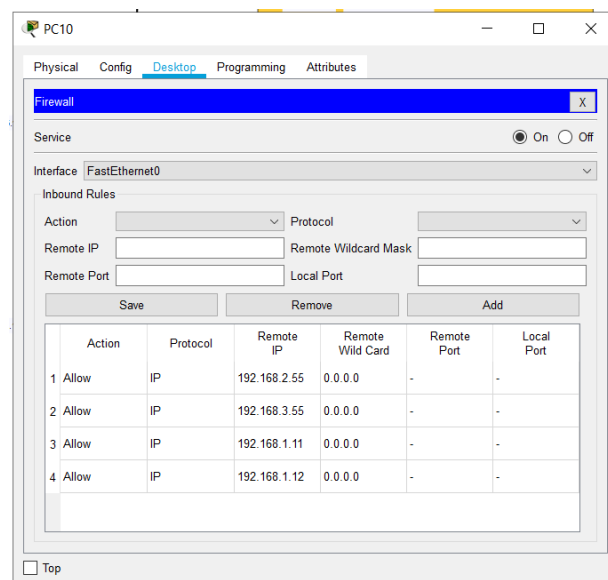 PC10
Physical Config Desktop Programming Attributes
Firewall X
Service On Off
Interface FastEthernet0
Inbound Rules
Action Protocol
Remote IP Remote Wildcard Mask
Remote Port Local Port
Save Remove Add
Action Protocol Remote IP Remote Wild Card Remote Port Local Port
1 Allow IP 192.168.2.55 0.0.0.0 - -
2 Allow IP 192.168.3.55 0.0.0.0 - -
3 Allow IP 192.168.1.11 0.0.0.0 - -
4 Allow IP 192.168.1.12 0.0.0.0 - -
Top